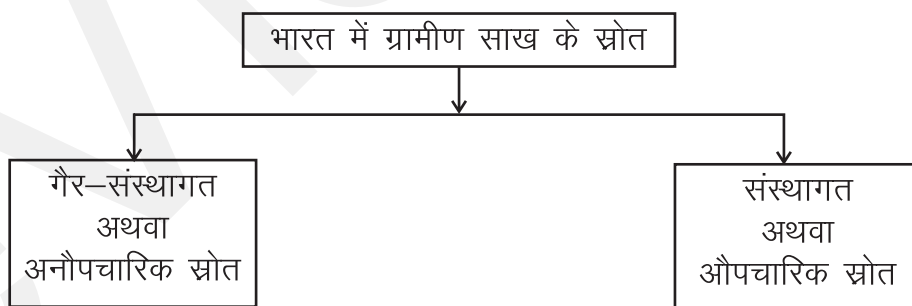 भारत में ग्रामीण साख के स्रोत
गैर–संस्थागत
अथवा
अनौपचारिक स्रोत
संस्थागत
अथवा
औपचारिक स्रोत